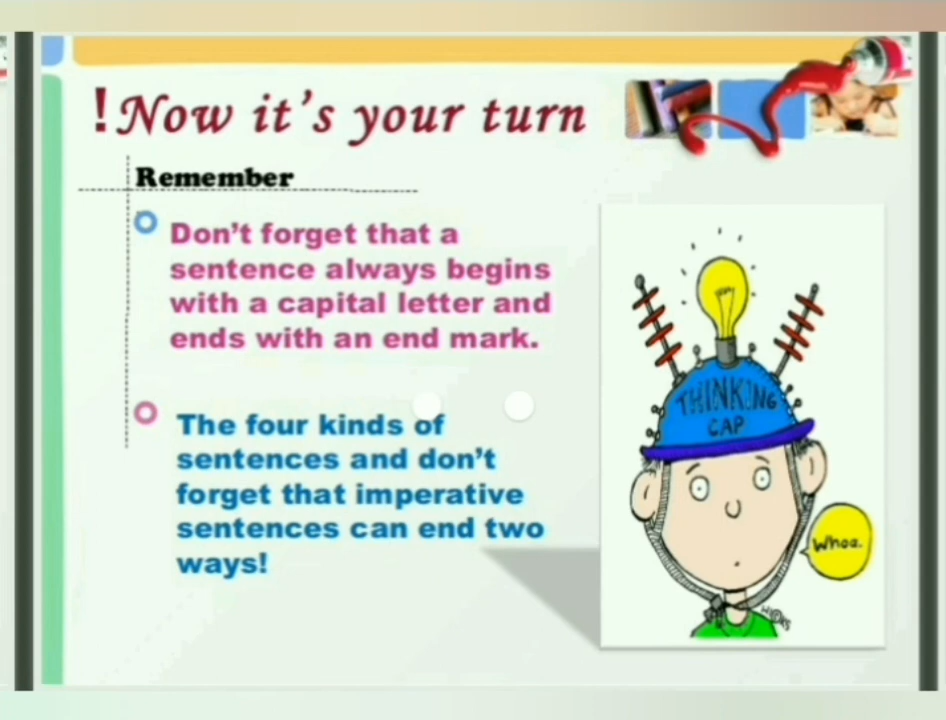 !Now it's your turn
Remember
Don't forget that a
sentence always begins
with a capital letter and
ends with an end mark.
The four kinds of
sentences and don't
forget that imperative
sentences can end two
ways!
THINKING
CAP
Whoa.